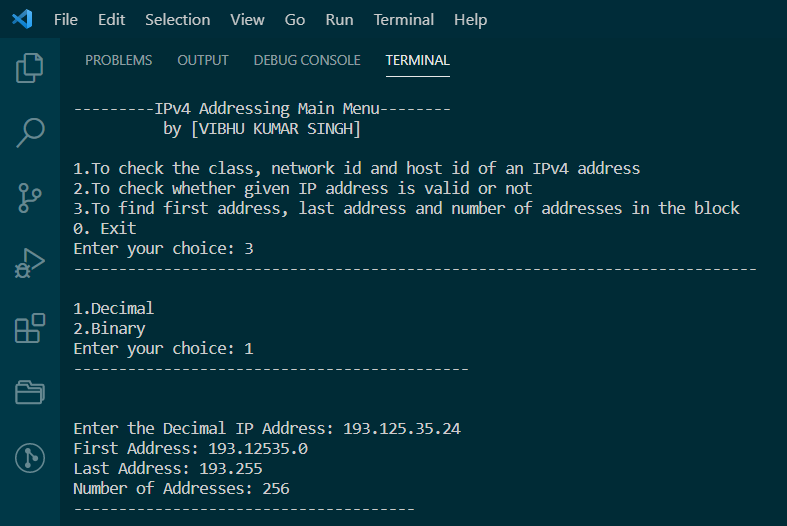 File Edit Selection View Go Run Terminal Help
PROBLEMS OUTPUT DEBUG CONSOLE TERMINAL
---------IPv4 Addressing Main Menu--------
by [VIBHU KUMAR SINGH]
1.To check the class, network id and host id of an IPv4 address
2.To check whether given IP address is valid or not
3.To find first address, last address and number of addresses in the block
0. Exit
Enter your choice: 3
----------------------------------------------------------------------------
1.Decimal
2.Binary
Enter your choice: 1
--------------------------------------------
Enter the Decimal IP Address: 193.125.35.24
First Address: 193.12535.0
Last Address: 193.255
Number of Addresses: 256
--------------------------------------